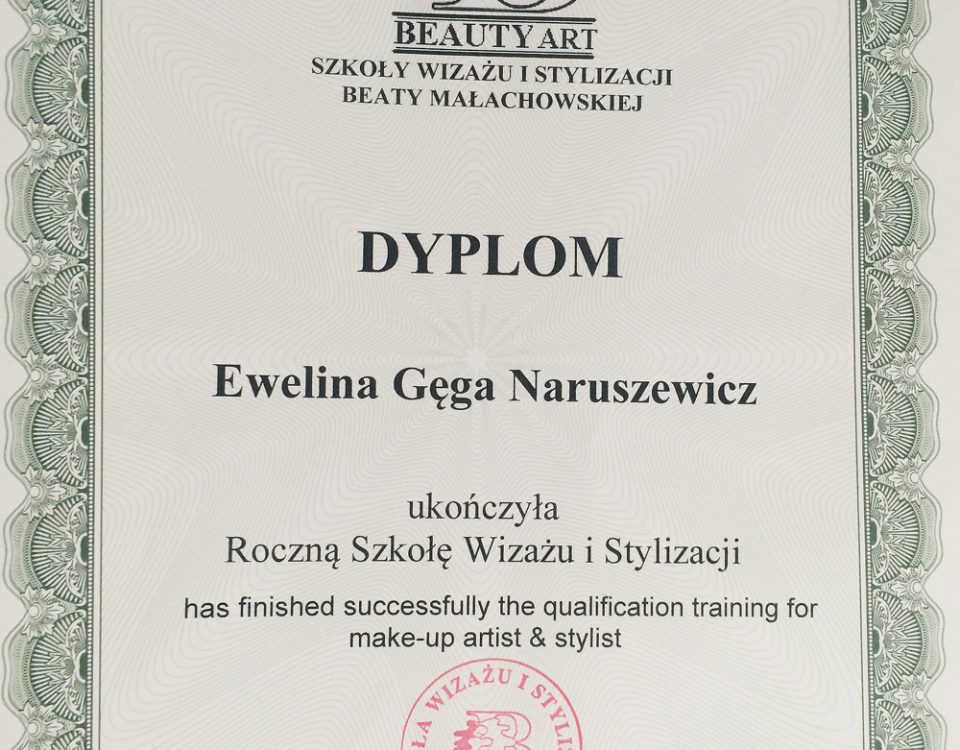 BEAUTY ART
SZKOŁY WIZAŻU I STYLIZACJI
BEATY MAŁACHOWSKIEJ
DYPLOM
Ewelina Gęga Naruszewicz
ukończyła
Roczną Szkołę Wizażu i Stylizacji
has finished successfully the qualification training for
make-up artist & stylist
WIZAŻU I